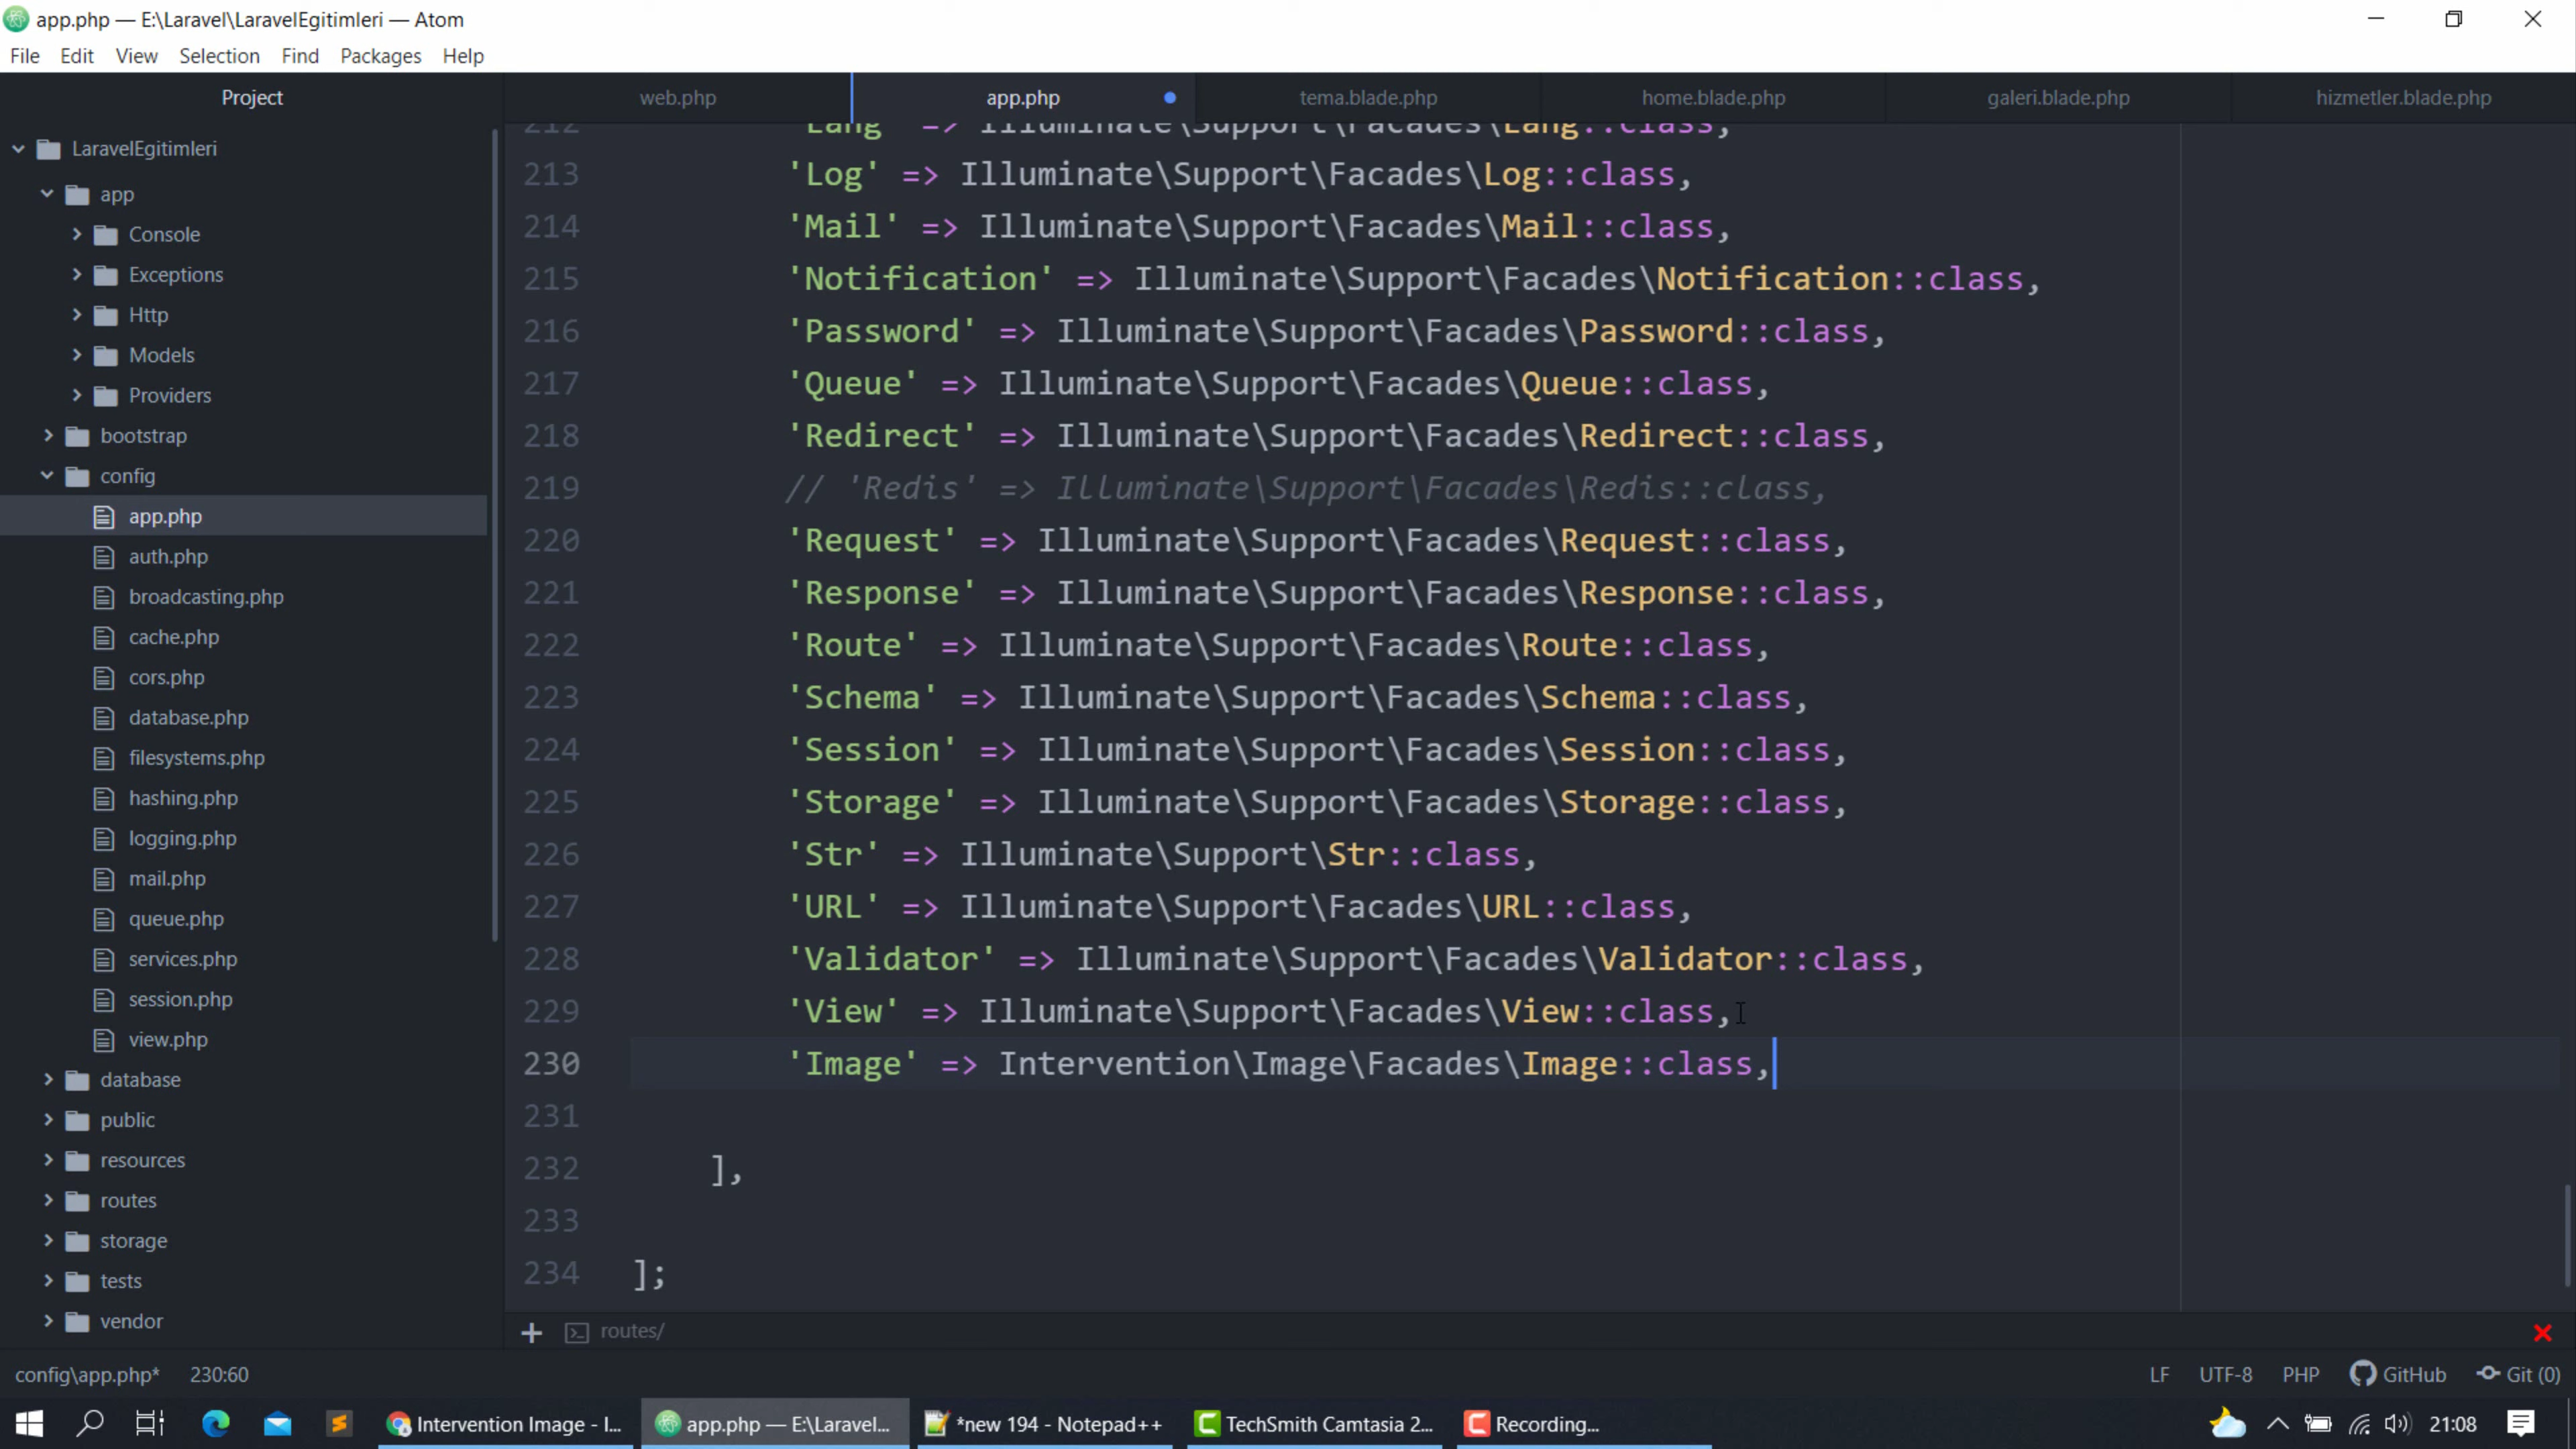 app.php — E:\Laravel\LaravelEgitimleri — Atom
File Edit View Selection Find Packages Help
Project
web.php app.php tema.blade.php home.blade.php galeri.blade.php hizmetler.blade.php
LaravelEgitimleri
app
Console
Exceptions
Http
Models
Providers
bootstrap
config
app.php
auth.php
broadcasting.php
cache.php
cors.php
database.php
filesystems.php
hashing.php
logging.php
mail.php
queue.php
services.php
session.php
view.php
database
public
resources
routes
storage
tests
vendor
212 'Lang' => Illuminate\Support\Facades\Lang::class,
213 'Log' => Illuminate\Support\Facades\Log::class,
214 'Mail' => Illuminate\Support\Facades\Mail::class,
215 'Notification' => Illuminate\Support\Facades\Notification::class,
216 'Password' => Illuminate\Support\Facades\Password::class,
217 'Queue' => Illuminate\Support\Facades\Queue::class,
218 'Redirect' => Illuminate\Support\Facades\Redirect::class,
219 // 'Redis' => Illuminate\Support\Facades\Redis::class,
220 'Request' => Illuminate\Support\Facades\Request::class,
221 'Response' => Illuminate\Support\Facades\Response::class,
222 'Route' => Illuminate\Support\Facades\Route::class,
223 'Schema' => Illuminate\Support\Facades\Schema::class,
224 'Session' => Illuminate\Support\Facades\Session::class,
225 'Storage' => Illuminate\Support\Facades\Storage::class,
226 'Str' => Illuminate\Support\Str::class,
227 'URL' => Illuminate\Support\Facades\URL::class,
228 'Validator' => Illuminate\Support\Facades\Validator::class,
229 'View' => Illuminate\Support\Facades\View::class,
230 'Image' => Intervention\Image\Facades\Image::class,
231
232 ],
233
234 ];
+ routes/
config\app.php* 230:60 LF UTF-8 PHP GitHub Git (0)
Intervention Image - I... app.php — E:\Laravel... *new 194 - Notepad++ TechSmith Camtasia 2... Recording... 21:08